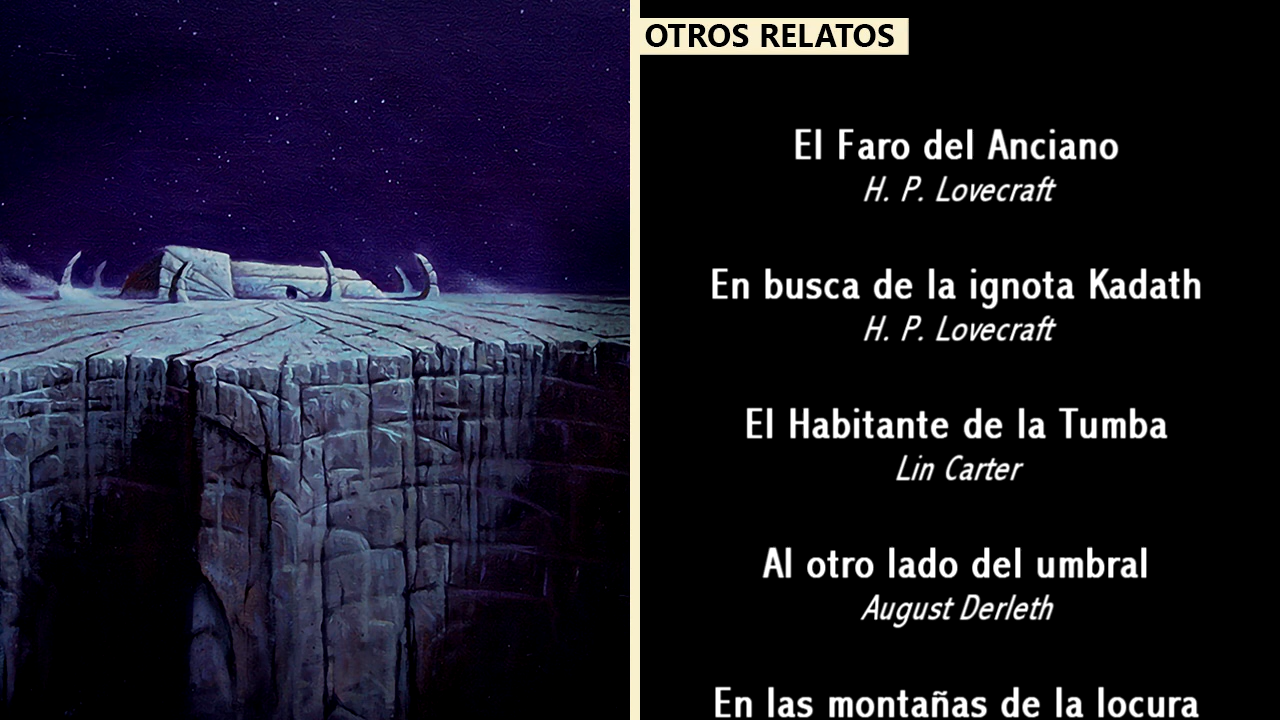 OTROS RELATOS
El Faro del Anciano
H. P. Lovecraft
En busca de la ignota Kadath
H. P. Lovecraft
El Habitante de la Tumba
Lin Carter
Al otro lado del umbral
August Derleth
En las montañas de la locura